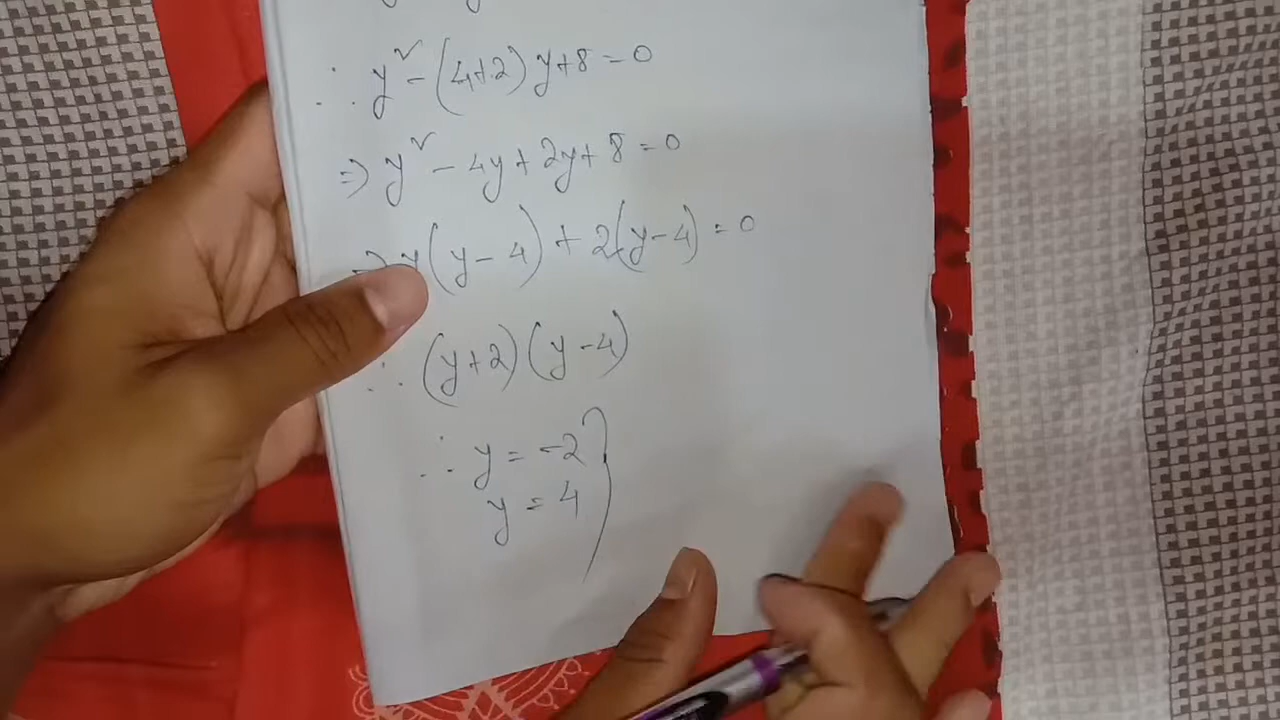 ∴ y² - (4+2) y+8 = 0
⇒ y² - 4y + 2y + 8 = 0
⇒ y(y - 4) + 2(y - 4) = 0
∴ (y+2)(y - 4)
∴ y = -2
y = 4